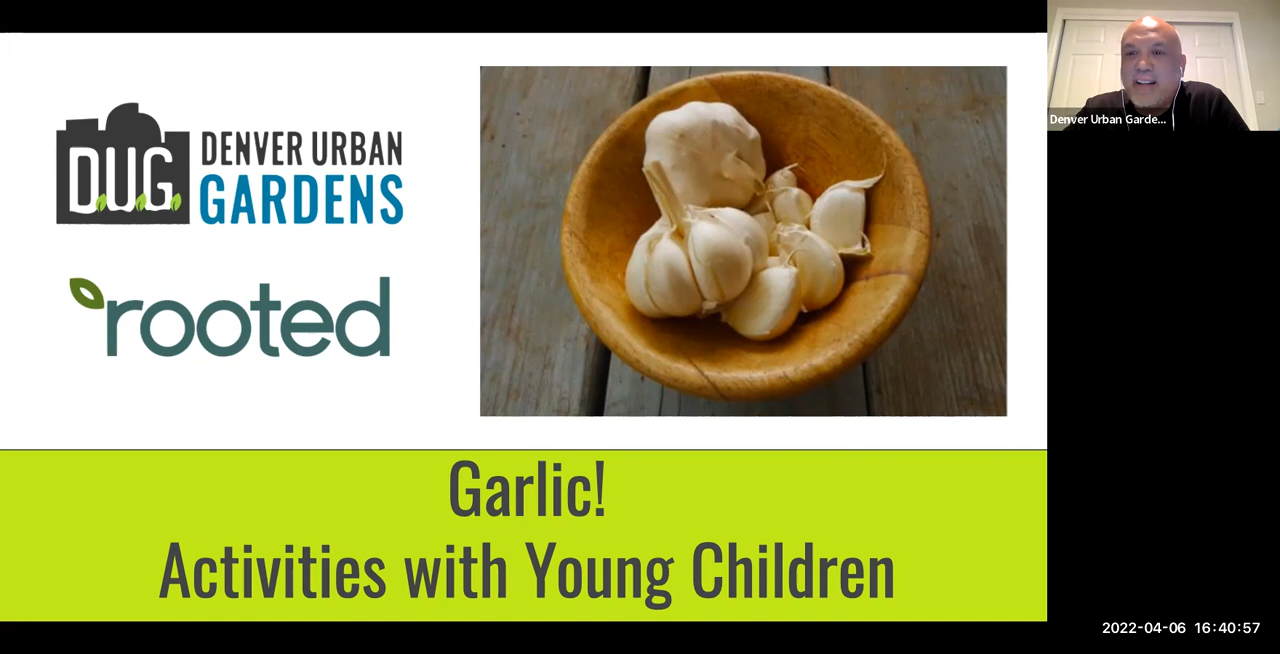 DUG
DENVER URBAN
GARDENS
rooted
Garlic!
Activities with Young Children
Denver Urban Garde...
2022-04-06 16:40:57